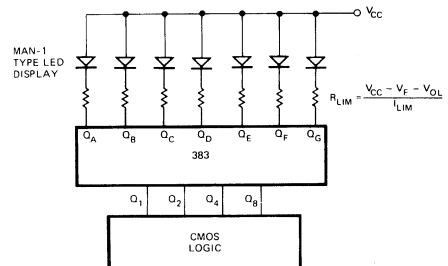 V_CC
MAN-1
TYPE LED
DISPLAY
R_LIM = V_CC − V_F − V_OL / I_LIM
Q_A Q_B Q_C Q_D Q_E Q_F Q_G
383
Q_1 Q_2 Q_4 Q_8
CMOS
LOGIC